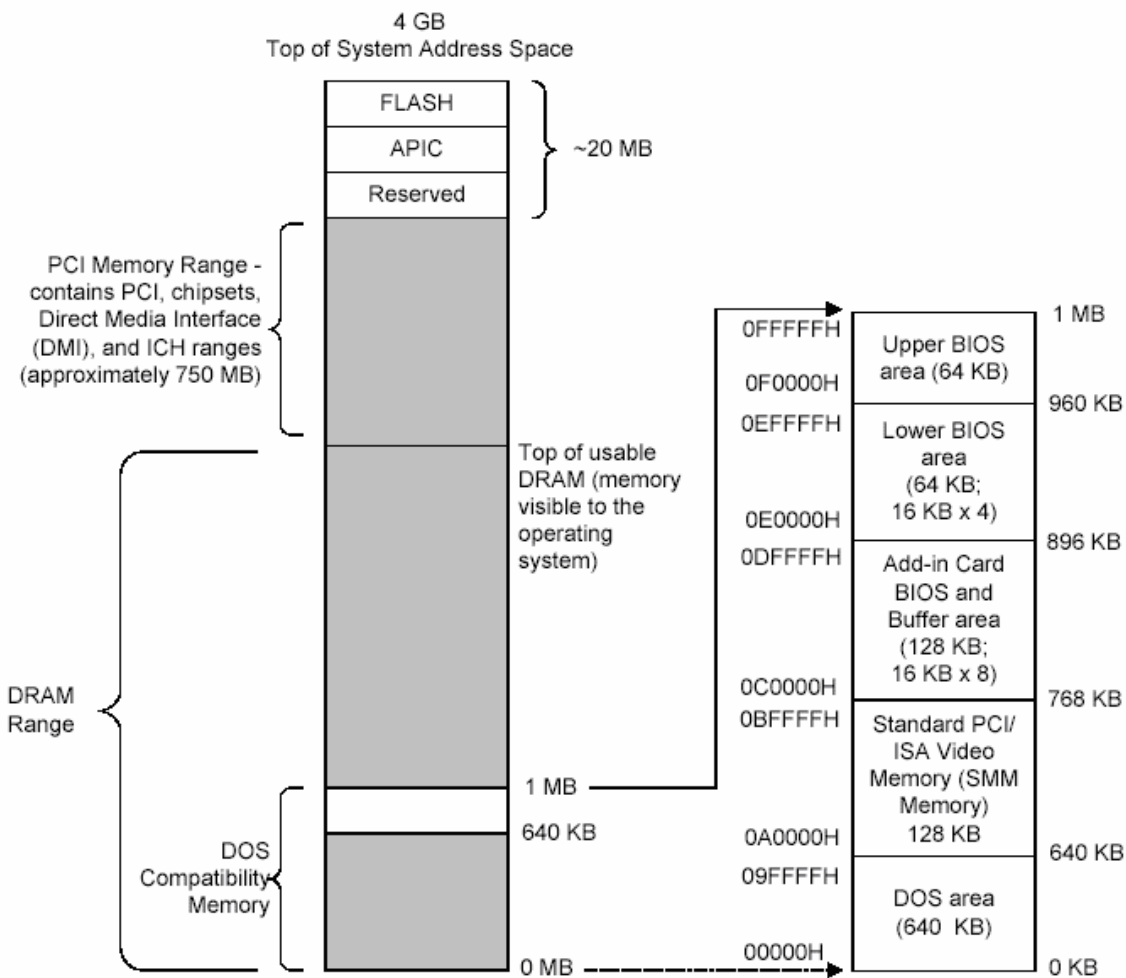 4 GB
Top of System Address Space
FLASH
APIC
Reserved
~20 MB
PCI Memory Range -
contains PCI, chipsets,
Direct Media Interface
(DMI), and ICH ranges
(approximately 750 MB)
Top of usable
DRAM (memory
visible to the
operating
system)
DRAM
Range
1 MB
640 KB
DOS
Compatibility
Memory
0 MB
0FFFFFH
1 MB
Upper BIOS
area (64 KB)
0F0000H
960 KB
0EFFFFH
Lower BIOS
area
(64 KB;
16 KB x 4)
0E0000H
896 KB
0DFFFFH
Add-in Card
BIOS and
Buffer area
(128 KB;
16 KB x 8)
0C0000H
768 KB
0BFFFFH
Standard PCI/
ISA Video
Memory (SMM
Memory)
128 KB
0A0000H
640 KB
09FFFFH
DOS area
(640 KB)
00000H
0 KB